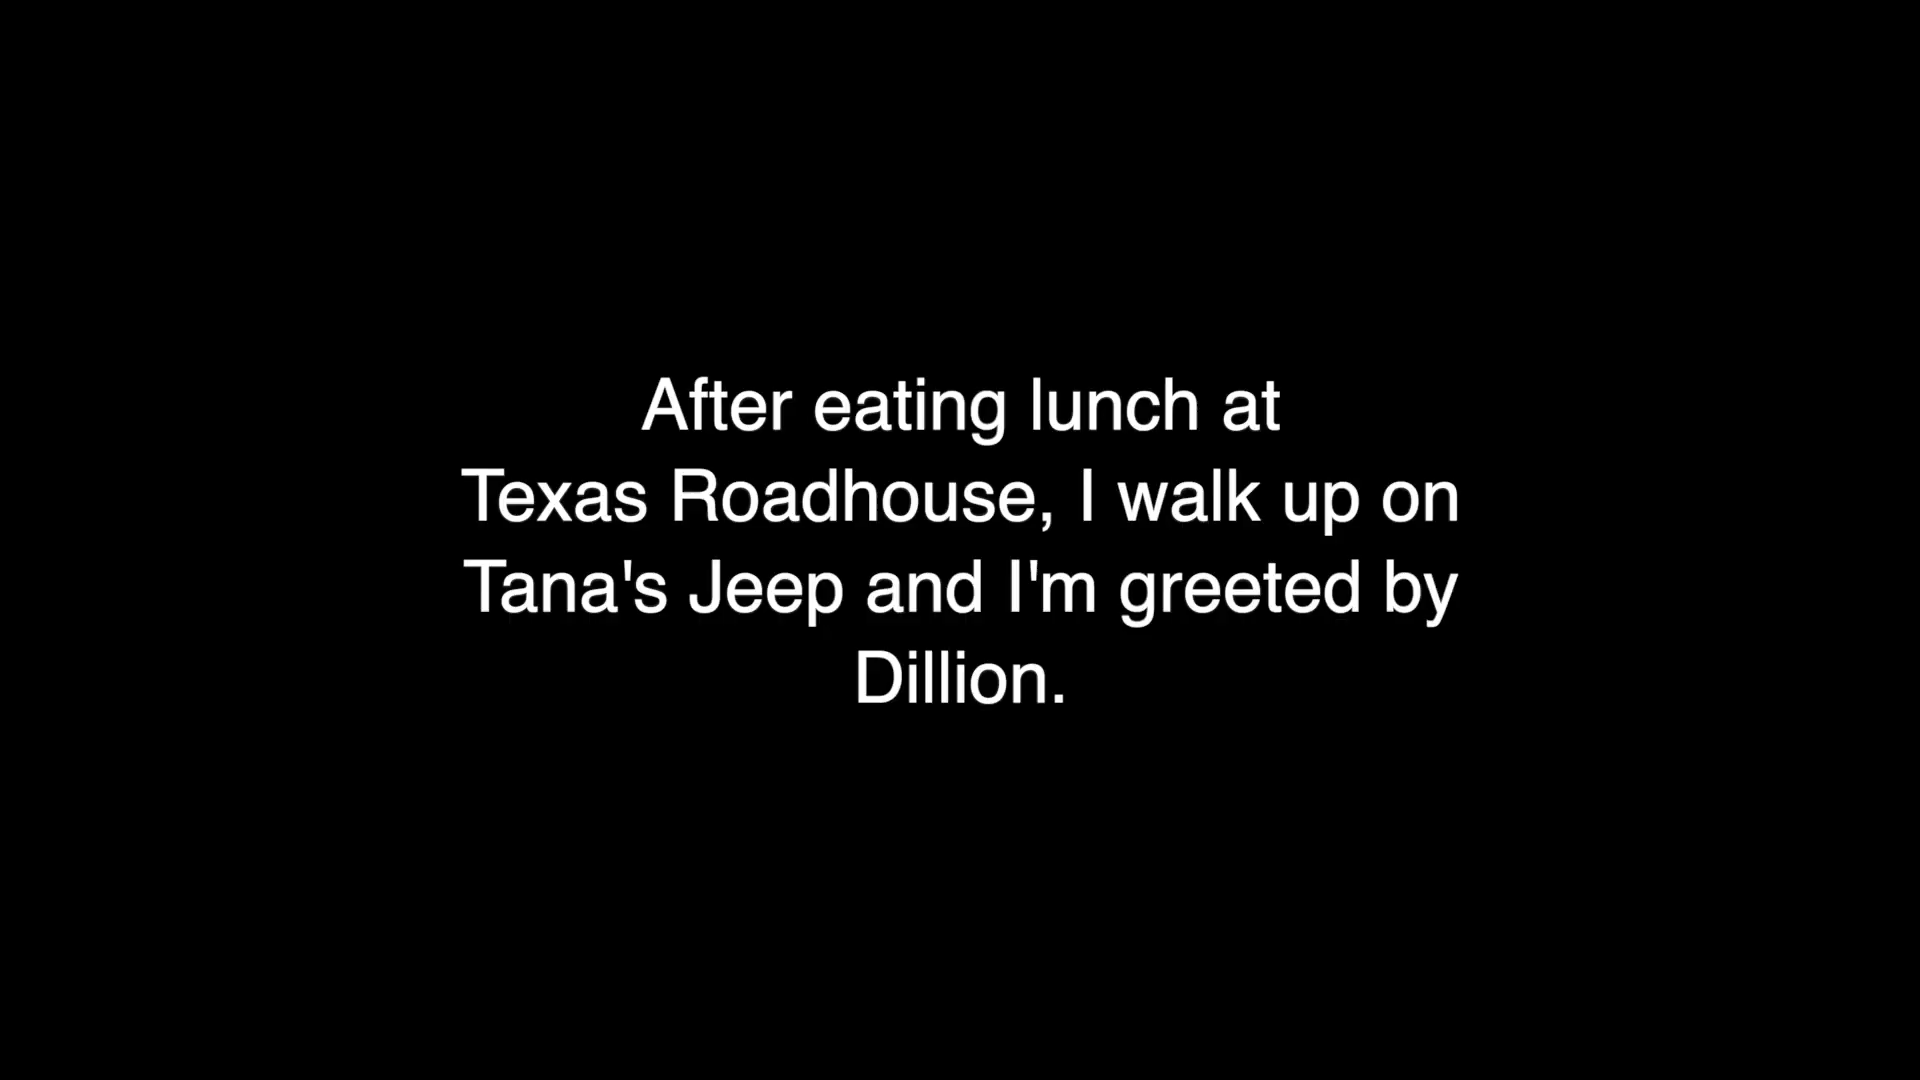 After eating lunch at
Texas Roadhouse, I walk up on
Tana's Jeep and I'm greeted by
Dillion.